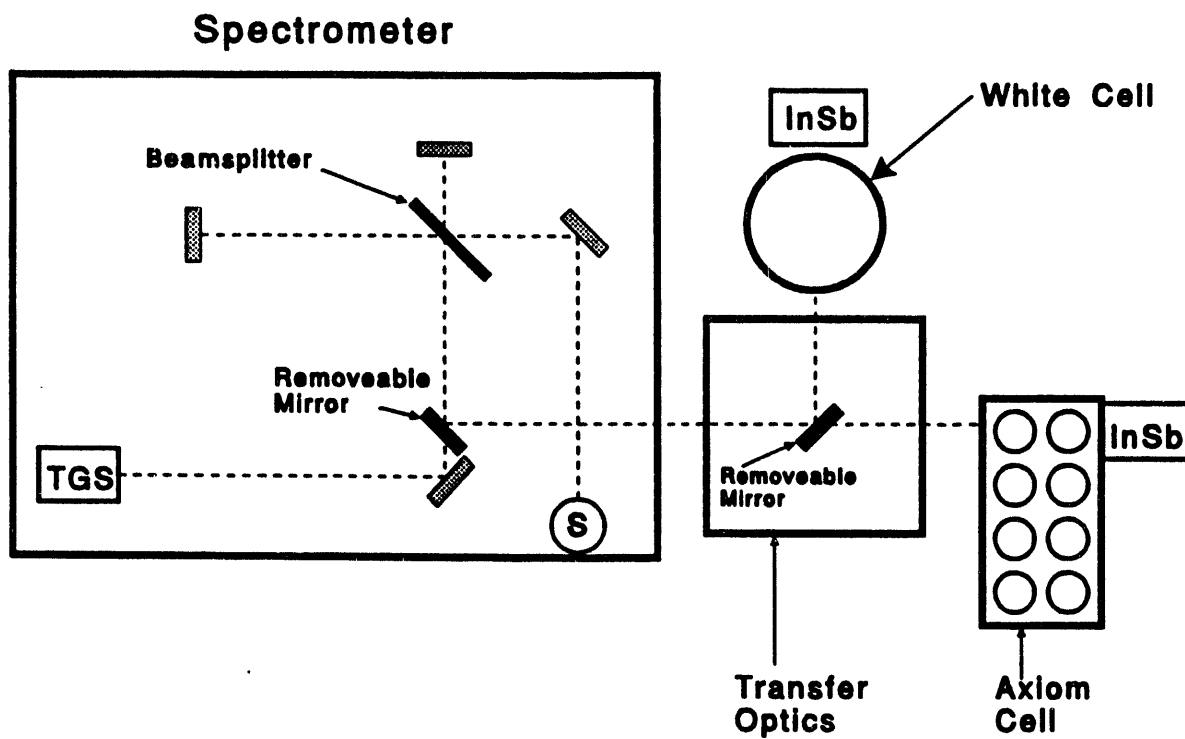 Spectrometer
Beamsplitter
InSb
White Cell
Removeable
Mirror
TGS
S
Removeable
Mirror
InSb
Transfer
Optics
Axiom
Cell